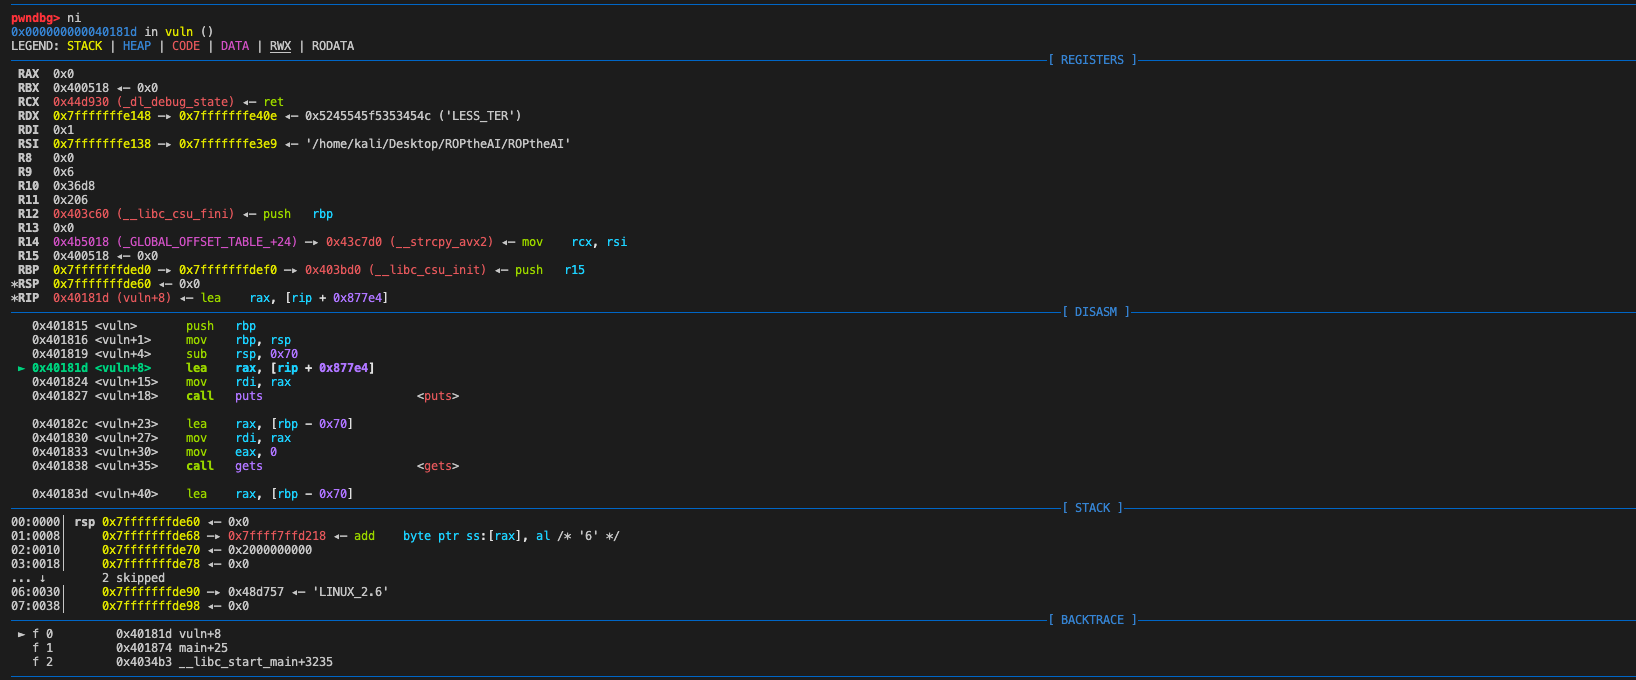 pwndbg> ni
0x000000000040181d in vuln ()
LEGEND: STACK | HEAP | CODE | DATA | RWX | RODATA
[ REGISTERS ]
RAX  0x0
RBX  0x400518 ◂— 0x0
RCX  0x44d930 (_dl_debug_state) ◂— ret
RDX  0x7fffffffe148 —▸ 0x7fffffffe40e ◂— 0x5245545f5353454c ('LESS_TER')
RDI  0x1
RSI  0x7fffffffe138 —▸ 0x7fffffffe3e9 ◂— '/home/kali/Desktop/ROPtheAI/ROPtheAI'
R8   0x0
R9   0x6
R10  0x36d8
R11  0x206
R12  0x403c60 (__libc_csu_fini) ◂— push   rbp
R13  0x0
R14  0x4b5018 (_GLOBAL_OFFSET_TABLE_+24) —▸ 0x43c7d0 (__strcpy_avx2) ◂— mov    rcx, rsi
R15  0x400518 ◂— 0x0
RBP  0x7fffffffded0 —▸ 0x7fffffffdef0 —▸ 0x403bd0 (__libc_csu_init) ◂— push   r15
*RSP  0x7fffffffde60 ◂— 0x0
*RIP  0x40181d (vuln+8) ◂— lea    rax, [rip + 0x877e4]
[ DISASM ]
0x401815 <vuln>       push   rbp
0x401816 <vuln+1>     mov    rbp, rsp
0x401819 <vuln+4>     sub    rsp, 0x70
► 0x40181d <vuln+8>     lea    rax, [rip + 0x877e4]
0x401824 <vuln+15>    mov    rdi, rax
0x401827 <vuln+18>    call   puts                      <puts>
0x40182c <vuln+23>    lea    rax, [rbp - 0x70]
0x401830 <vuln+27>    mov    rdi, rax
0x401833 <vuln+30>    mov    eax, 0
0x401838 <vuln+35>    call   gets                      <gets>
0x40183d <vuln+40>    lea    rax, [rbp - 0x70]
[ STACK ]
00:0000│ rsp 0x7fffffffde60 ◂— 0x0
01:0008│     0x7fffffffde68 —▸ 0x7ffff7ffd218 ◂— add    byte ptr ss:[rax], al /* '6' */
02:0010│     0x7fffffffde70 ◂— 0x2000000000
03:0018│     0x7fffffffde78 ◂— 0x0
... ↓        2 skipped
06:0030│     0x7fffffffde90 —▸ 0x48d757 ◂— 'LINUX_2.6'
07:0038│     0x7fffffffde98 ◂— 0x0
[ BACKTRACE ]
► f 0         0x40181d vuln+8
f 1         0x401874 main+25
f 2         0x4034b3 __libc_start_main+3235